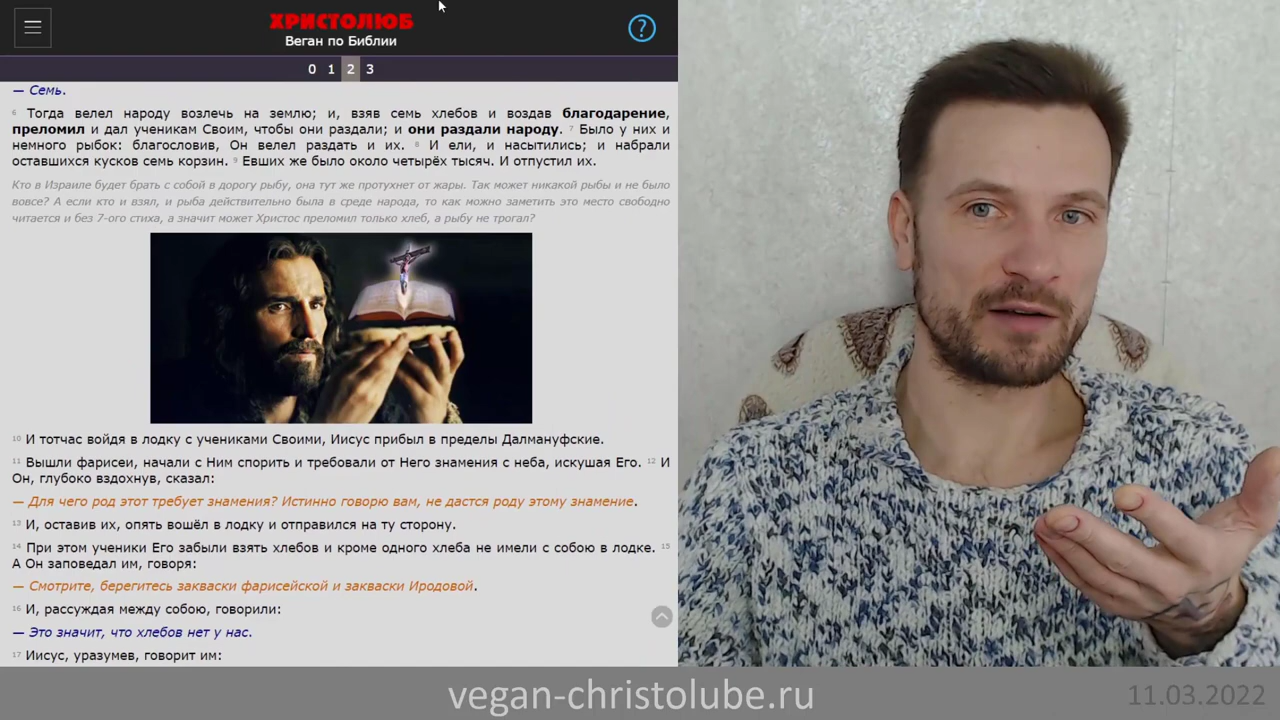 ХРИСТОЛЮБ
Веган по Библии
?
0 1 2 3
— Семь.
6 Тогда велел народу возлечь на землю; и, взяв семь хлебов и воздав благодарение,
преломил и дал ученикам Своим, чтобы они раздали; и они раздали народу. 7 Было у них и
немного рыбок: благословив, Он велел раздать и их. 8 И ели, и насытились; и набрали
оставшихся кусков семь корзин. 9 Евших же было около четырёх тысяч. И отпустил их.
Кто в Израиле будет брать с собой в дорогу рыбу, она тут же протухнет от жары. Так может никакой рыбы и не было
вовсе? А если кто и взял, и рыба действительно была в среде народа, то как можно заметить это место свободно
читается и без 7-ого стиха, а значит может Христос преломил только хлеб, а рыбу не трогал?
10 И тотчас войдя в лодку с учениками Своими, Иисус прибыл в пределы Далмануфские.
11 Вышли фарисеи, начали с Ним спорить и требовали от Него знамения с неба, искушая Его. 12 И
Он, глубоко вздохнув, сказал:
— Для чего род этот требует знамения? Истинно говорю вам, не дастся роду этому знамение.
13 И, оставив их, опять вошёл в лодку и отправился на ту сторону.
14 При этом ученики Его забыли взять хлебов и кроме одного хлеба не имели с собою в лодке. 15
А Он заповедал им, говоря:
— Смотрите, берегитесь закваски фарисейской и закваски Иродовой.
16 И, рассуждая между собою, говорили:
— Это значит, что хлебов нет у нас.
17 Иисус, уразумев, говорит им:
vegan-christolube.ru
11.03.2022